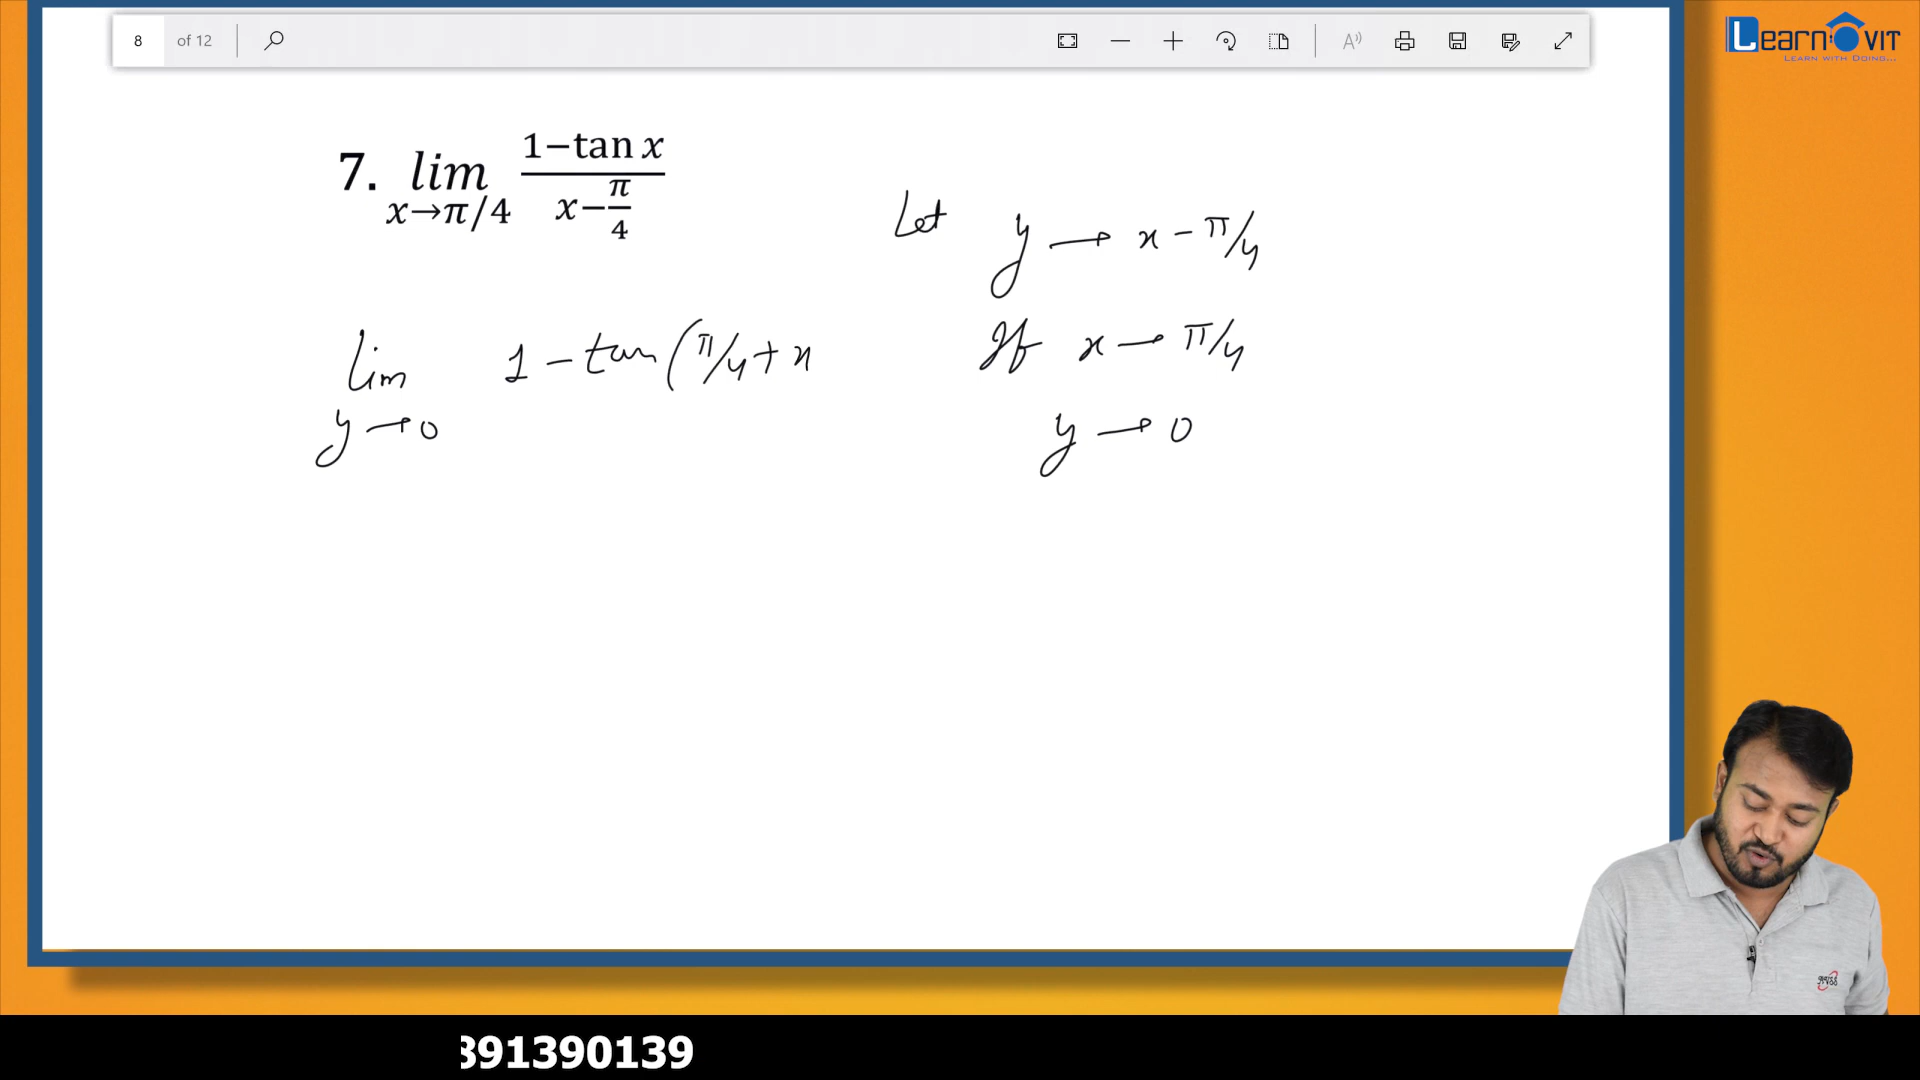 8 of 12
LearnOVIT
LEARN WITH DOING...
7. lim x→π/4 (1−tan x)/(x−π/4)
Let y → x − π/4
If x → π/4
y → 0
lim y→0 1 − tan(π/4 + x
891390139